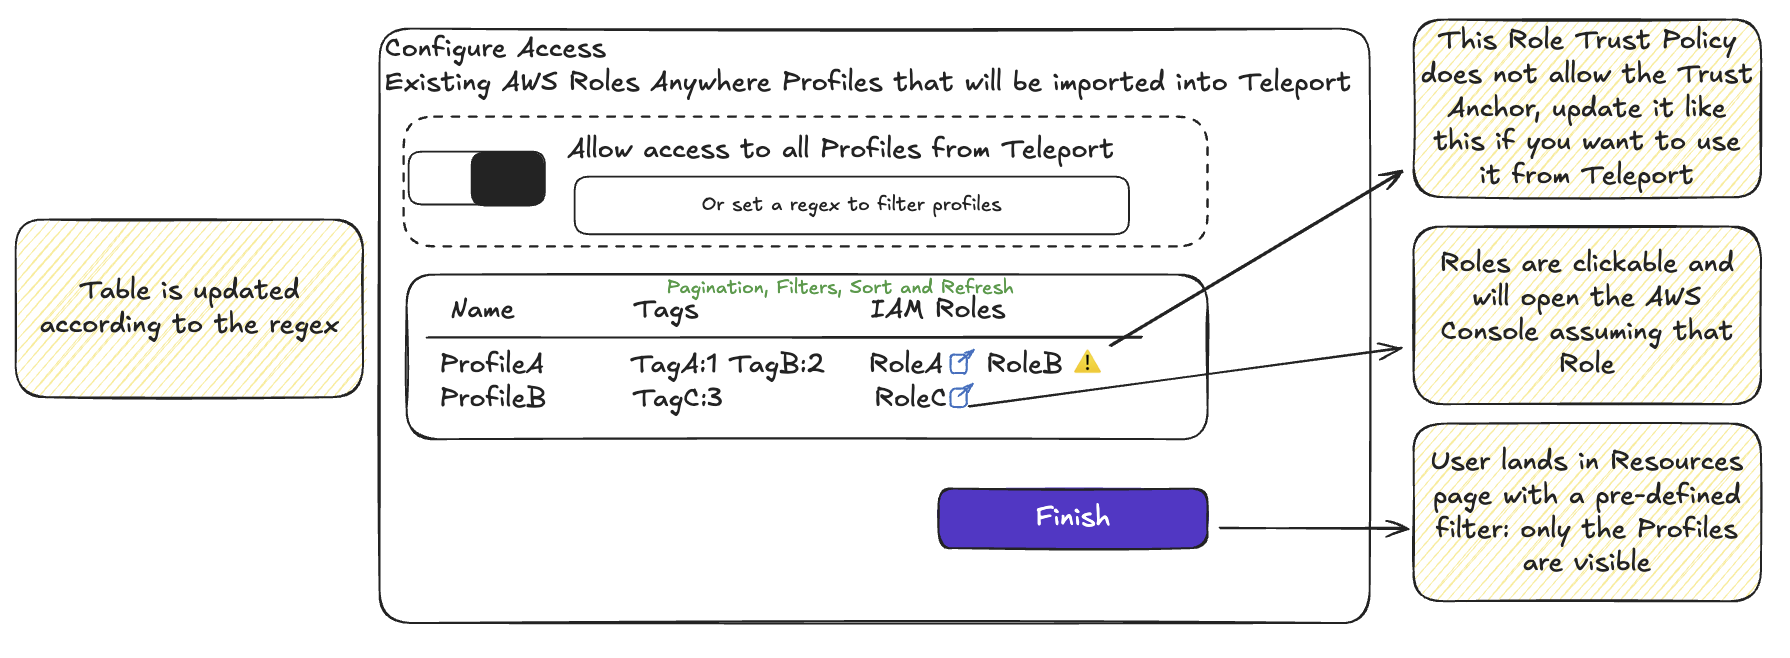 Configure Access
Existing AWS Roles Anywhere Profiles that will be imported into Teleport
Allow access to all Profiles from Teleport
Or set a regex to filter profiles
Pagination, Filters, Sort and Refresh
Name Tags IAM Roles
ProfileA TagA:1 TagB:2 RoleA RoleB
ProfileB TagC:3 RoleC
Finish
Table is updated
according to the regex
This Role Trust Policy
does not allow the Trust
Anchor, update it like
this if you want to use
it from Teleport
Roles are clickable and
will open the AWS
Console assuming that
Role
User lands in Resources
page with a pre-defined
filter: only the Profiles
are visible